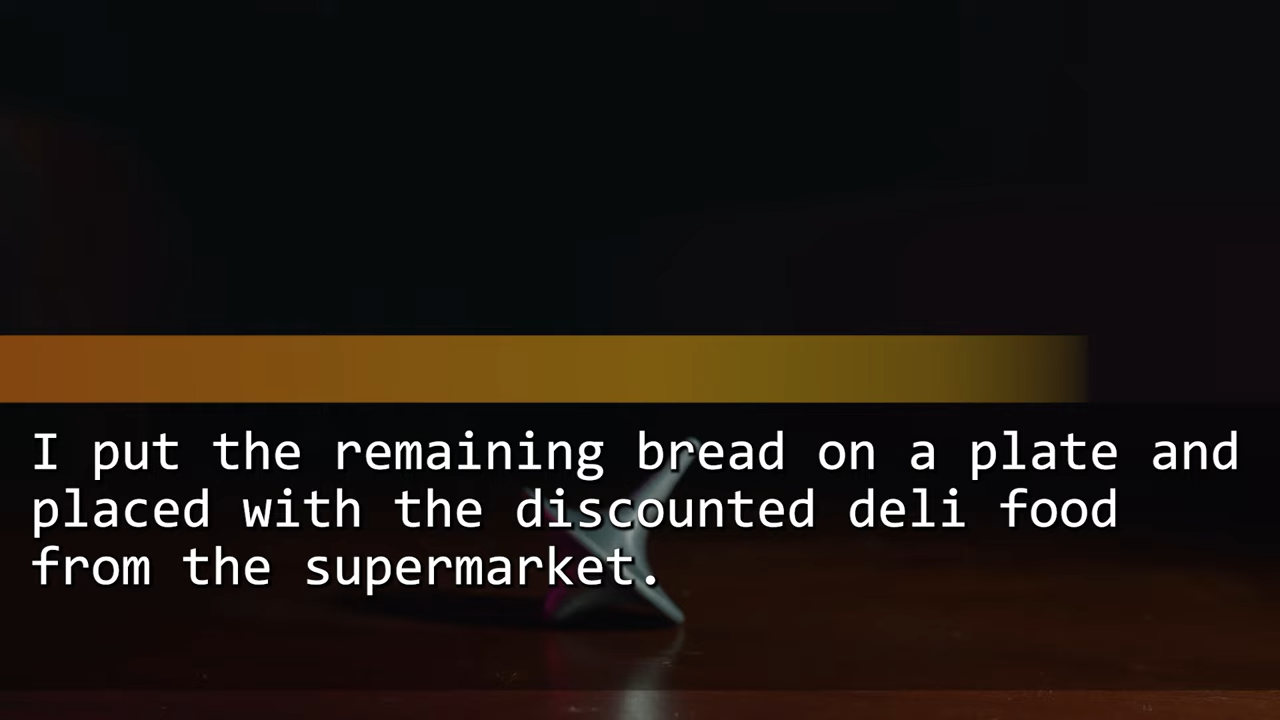 I put the remaining bread on a plate and
placed with the discounted deli food
from the supermarket.